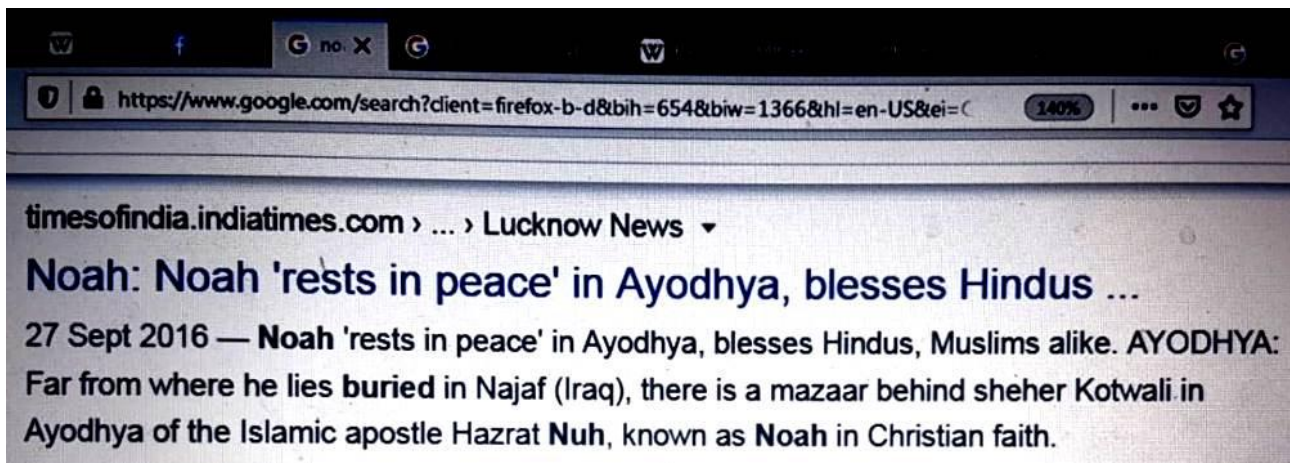 no
https://www.google.com/search?client=firefox-b-d&bih=654&biw=1366&hl=en-US&ei=
140%
timesofindia.indiatimes.com › ... › Lucknow News
Noah: Noah 'rests in peace' in Ayodhya, blesses Hindus ...
27 Sept 2016 — Noah 'rests in peace' in Ayodhya, blesses Hindus, Muslims alike. AYODHYA:
Far from where he lies buried in Najaf (Iraq), there is a mazaar behind sheher Kotwali in
Ayodhya of the Islamic apostle Hazrat Nuh, known as Noah in Christian faith.